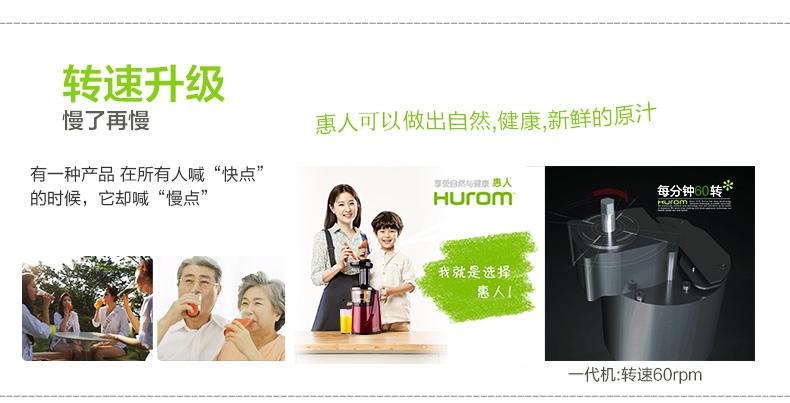 转速升级
慢了再慢
惠人可以做出自然,健康,新鲜的原汁
有一种产品 在所有人喊“快点”
的时候，它却喊“慢点”
享受自然与健康 惠人
Hurom
我就是选择
惠人!
每分钟60转*
Hurom
一代机:转速60rpm